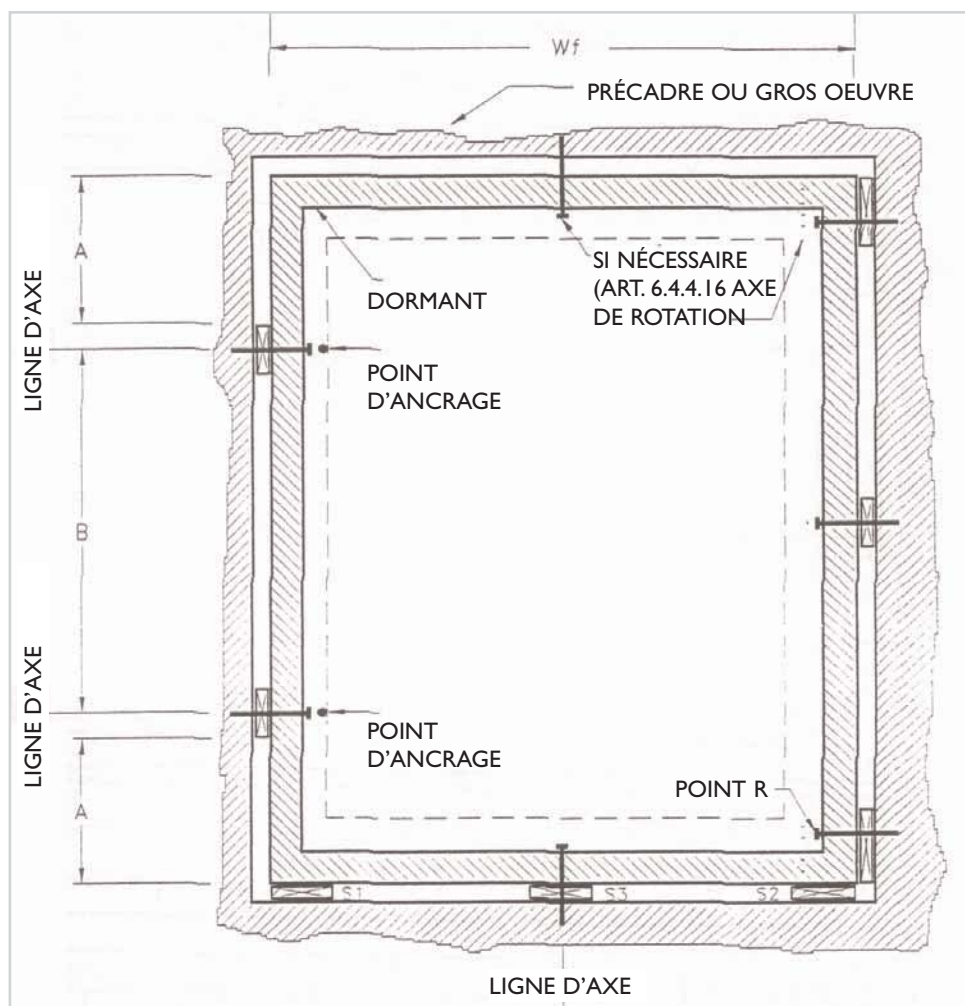 Wf
PRÉCADRE OU GROS OEUVRE
A
LIGNE D'AXE
SI NÉCESSAIRE
(ART. 6.4.4.16 AXE
DE ROTATION
DORMANT
POINT
D'ANCRAGE
B
LIGNE D'AXE
POINT
D'ANCRAGE
A
POINT R
S1
S3
S2
LIGNE D'AXE